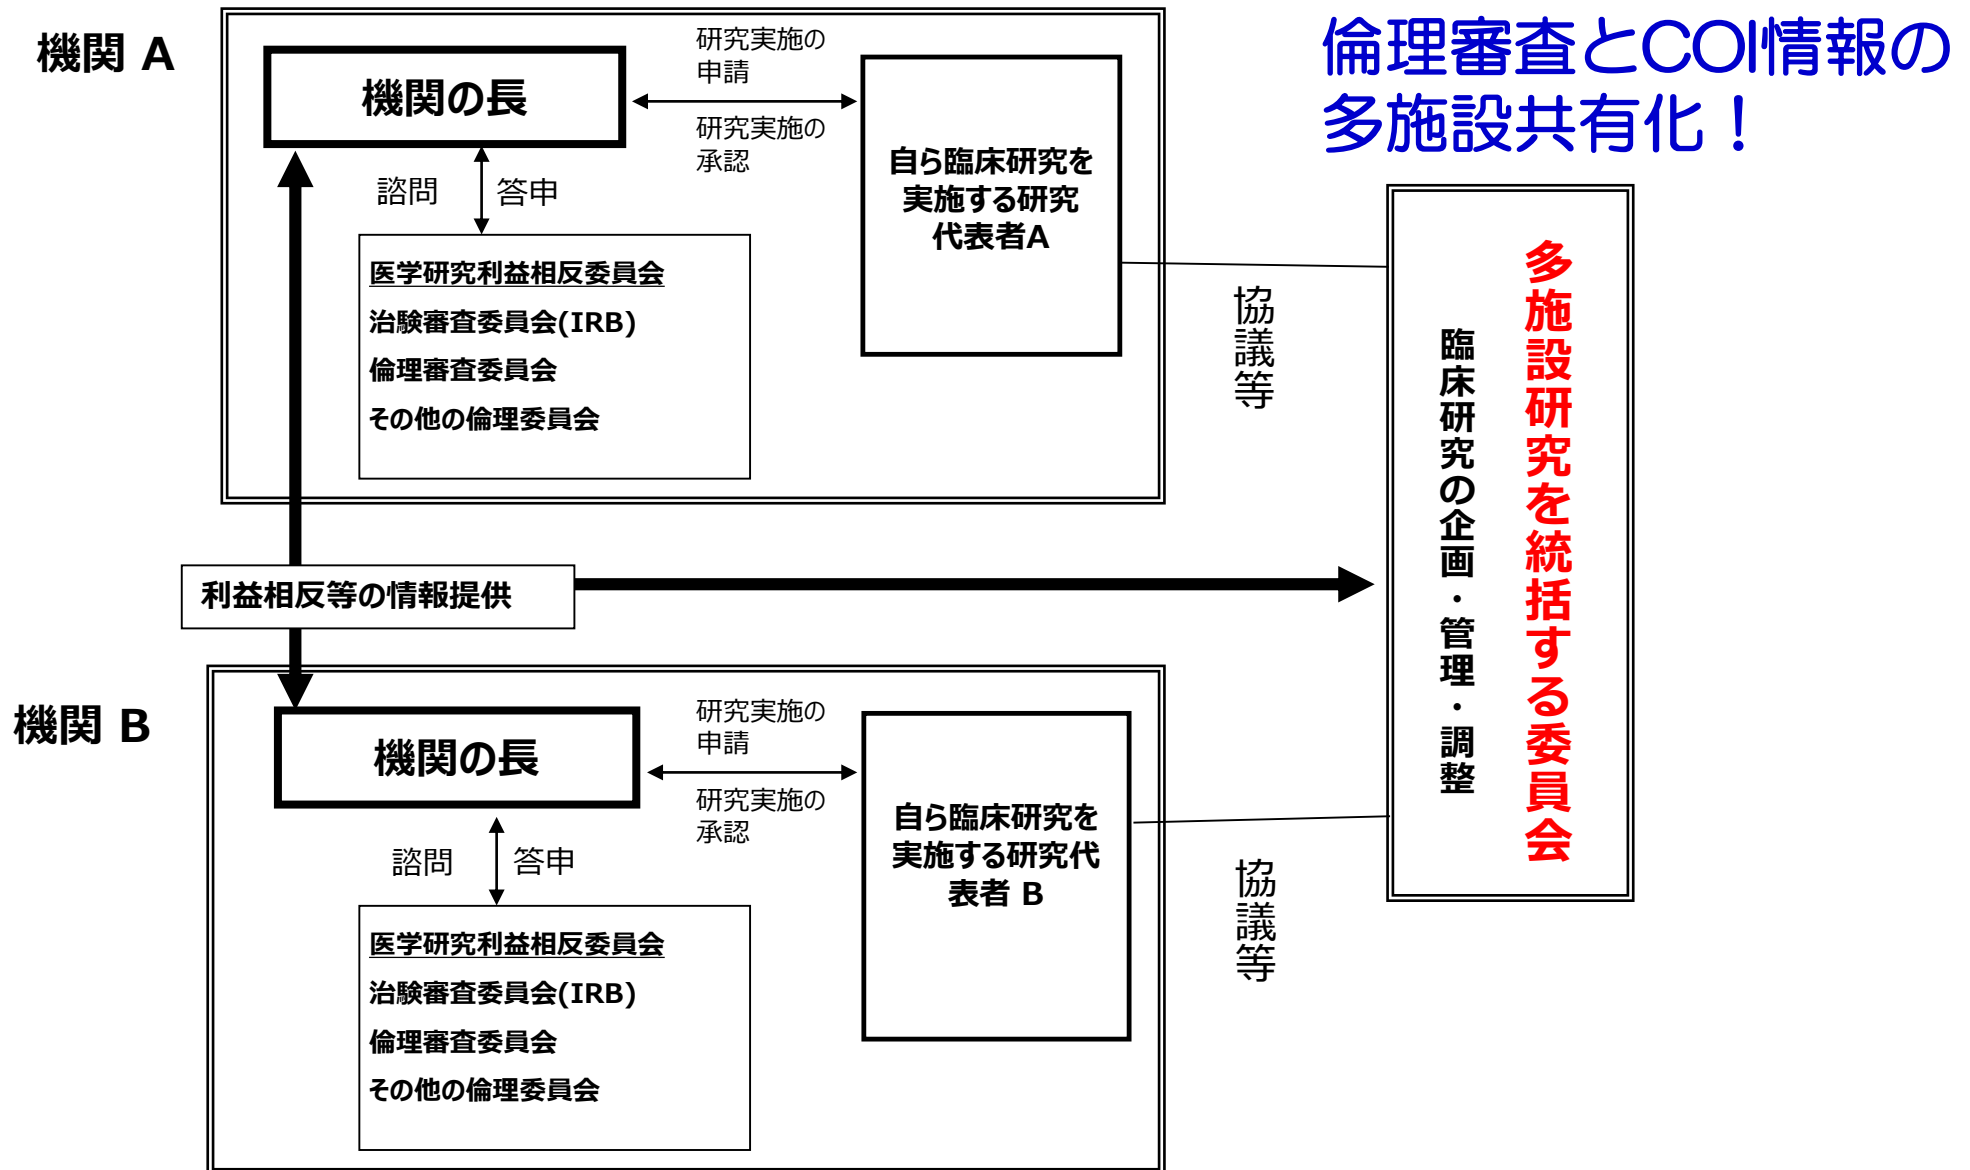 倫理審査とCOI情報の
多施設共有化！
機関 A
機関の長
研究実施の
申請
研究実施の
承認
自ら臨床研究を
実施する研究
代表者A
諮問
答申
医学研究利益相反委員会
治験審査委員会(IRB)
倫理審査委員会
その他の倫理委員会
協議等
多施設研究を統括する委員会
臨床研究の企画・管理・調整
利益相反等の情報提供
機関 B
機関の長
研究実施の
申請
研究実施の
承認
自ら臨床研究を
実施する研究代
表者 B
諮問
答申
医学研究利益相反委員会
治験審査委員会(IRB)
倫理審査委員会
その他の倫理委員会
協議等